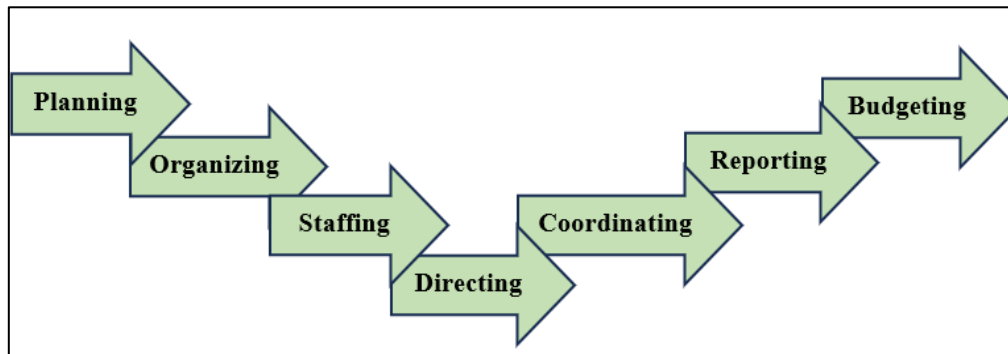 Planning
Organizing
Staffing
Directing
Coordinating
Reporting
Budgeting